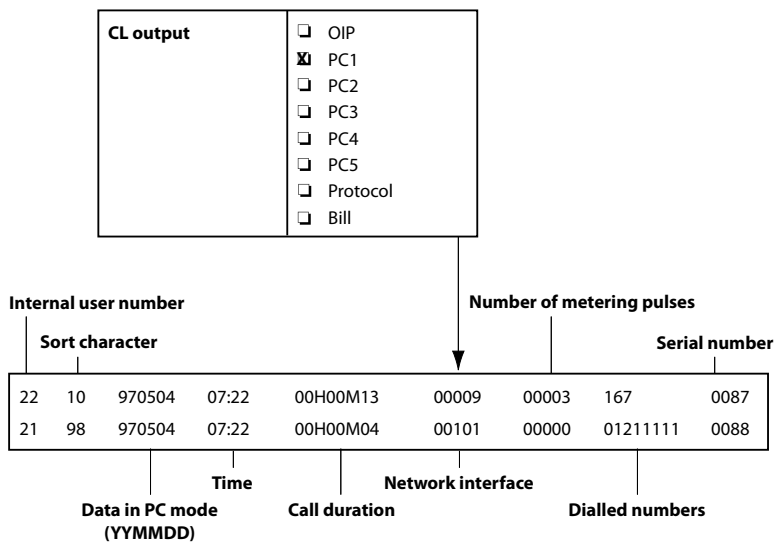 CL output
OIP
PC1
PC2
PC3
PC4
PC5
Protocol
Bill
Internal user number
Number of metering pulses
Sort character
Serial number
22 10 970504 07:22 00H00M13 00009 00003 167 0087
21 98 970504 07:22 00H00M04 00101 00000 01211111 0088
Time
Network interface
Data in PC mode
(YYMMDD)
Call duration
Dialled numbers